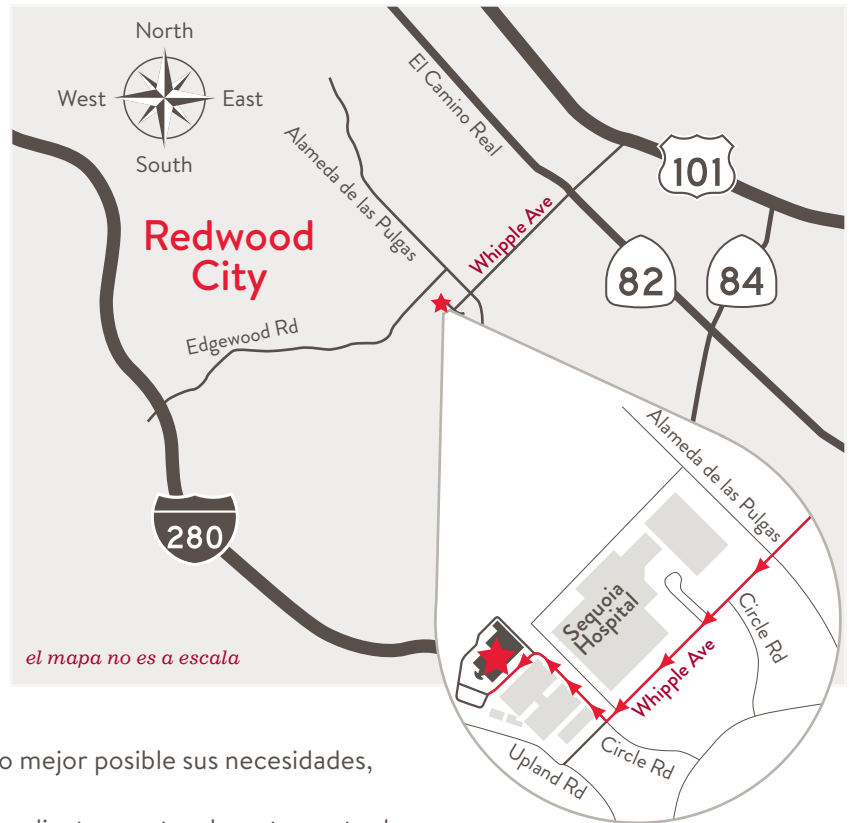 North
West
East
South
El Camino Real
Alameda de las Pulgas
101
Redwood
City
Whipple Ave
82
84
Edgewood Rd
280
Alameda de las Pulgas
Sequoia
Hospital
Circle Rd
Whipple Ave
el mapa no es a escala
Circle Rd
Upland Rd
o mejor posible sus necesidades,